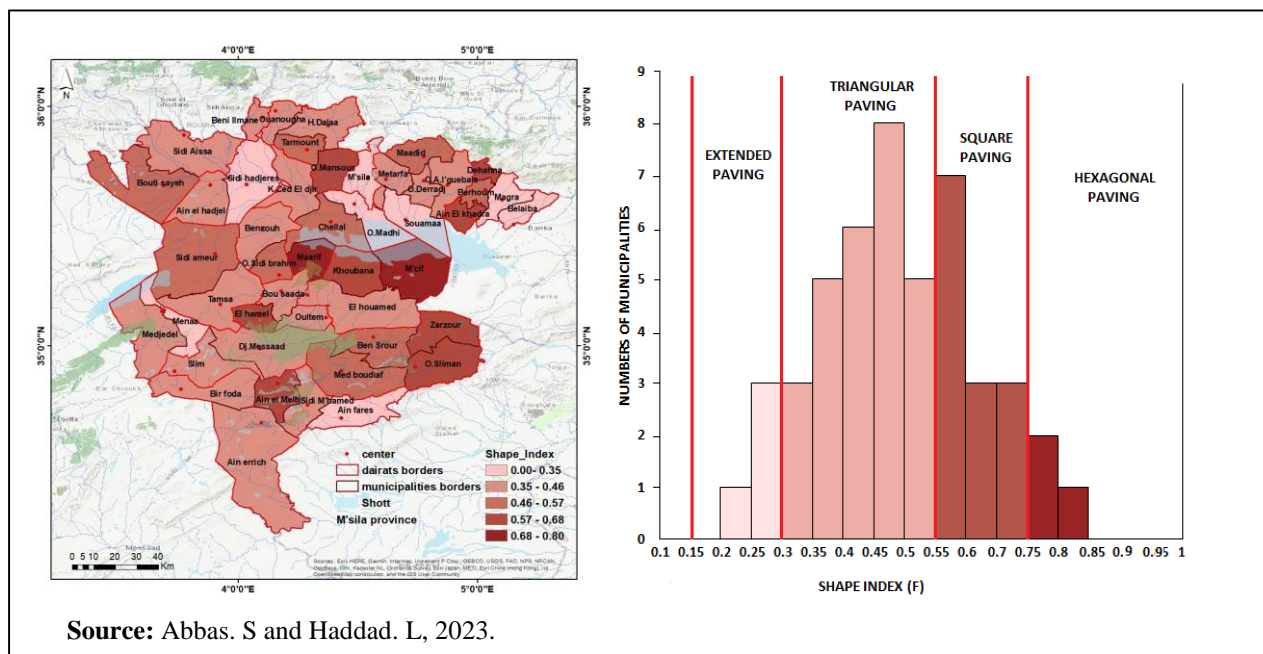 4°0'0"E
5°0'0"E
36°0'0"N
35°0'0"N
N
Beni Ilmane
Ouanougha
H.Dalaa
Sidi Aissa
Tarmount
Maadid
O.Mansour
Dehahna
Bouti sayeh
Sidi hadjeres
M'sila
Metarfa
O.A.l'guebala
K.Ced El djir
O.Derradj
Berhoum
Magra
Ain el hadjel
Belaiba
Ain El khadra
Souamaa
Benzouh
Chellal
O.Madhi
Sidi ameur
O.Sidi brahm
Maarif
Khoubana
M'cif
Tamsa
Bou saada
El houamed
El hamel
Oultem
Menaa
Medjedel
Zarzour
Dj.Messaad
Ben Srour
Slim
O.Sliman
Med boudiaf
Bir foda
Ain el Melh
Sidi M'hamed
Ain fares
Ain errich
center
dairats borders
municipalities borders
Shott
M'sila province
Shape_Index
0.00- 0.35
0.35 - 0.46
0.46 - 0.57
0.57 - 0.68
0.68 - 0.80
0 5 10 20 30 40
Km
36°0'0"N
35°0'0"N
4°0'0"E
5°0'0"E
NUMBERS OF MUNICIPALITIES
9
8
7
6
5
4
3
2
1
0
EXTENDED
PAVING
TRIANGULAR
PAVING
SQUARE
PAVING
HEXAGONAL
PAVING
0.1 0.15 0.2 0.25 0.3 0.35 0.4 0.45 0.5 0.55 0.6 0.7 0.75 0.8 0.85 0.9 0.95 1
SHAPE INDEX (F)
Source: Abbas. S and Haddad. L, 2023.